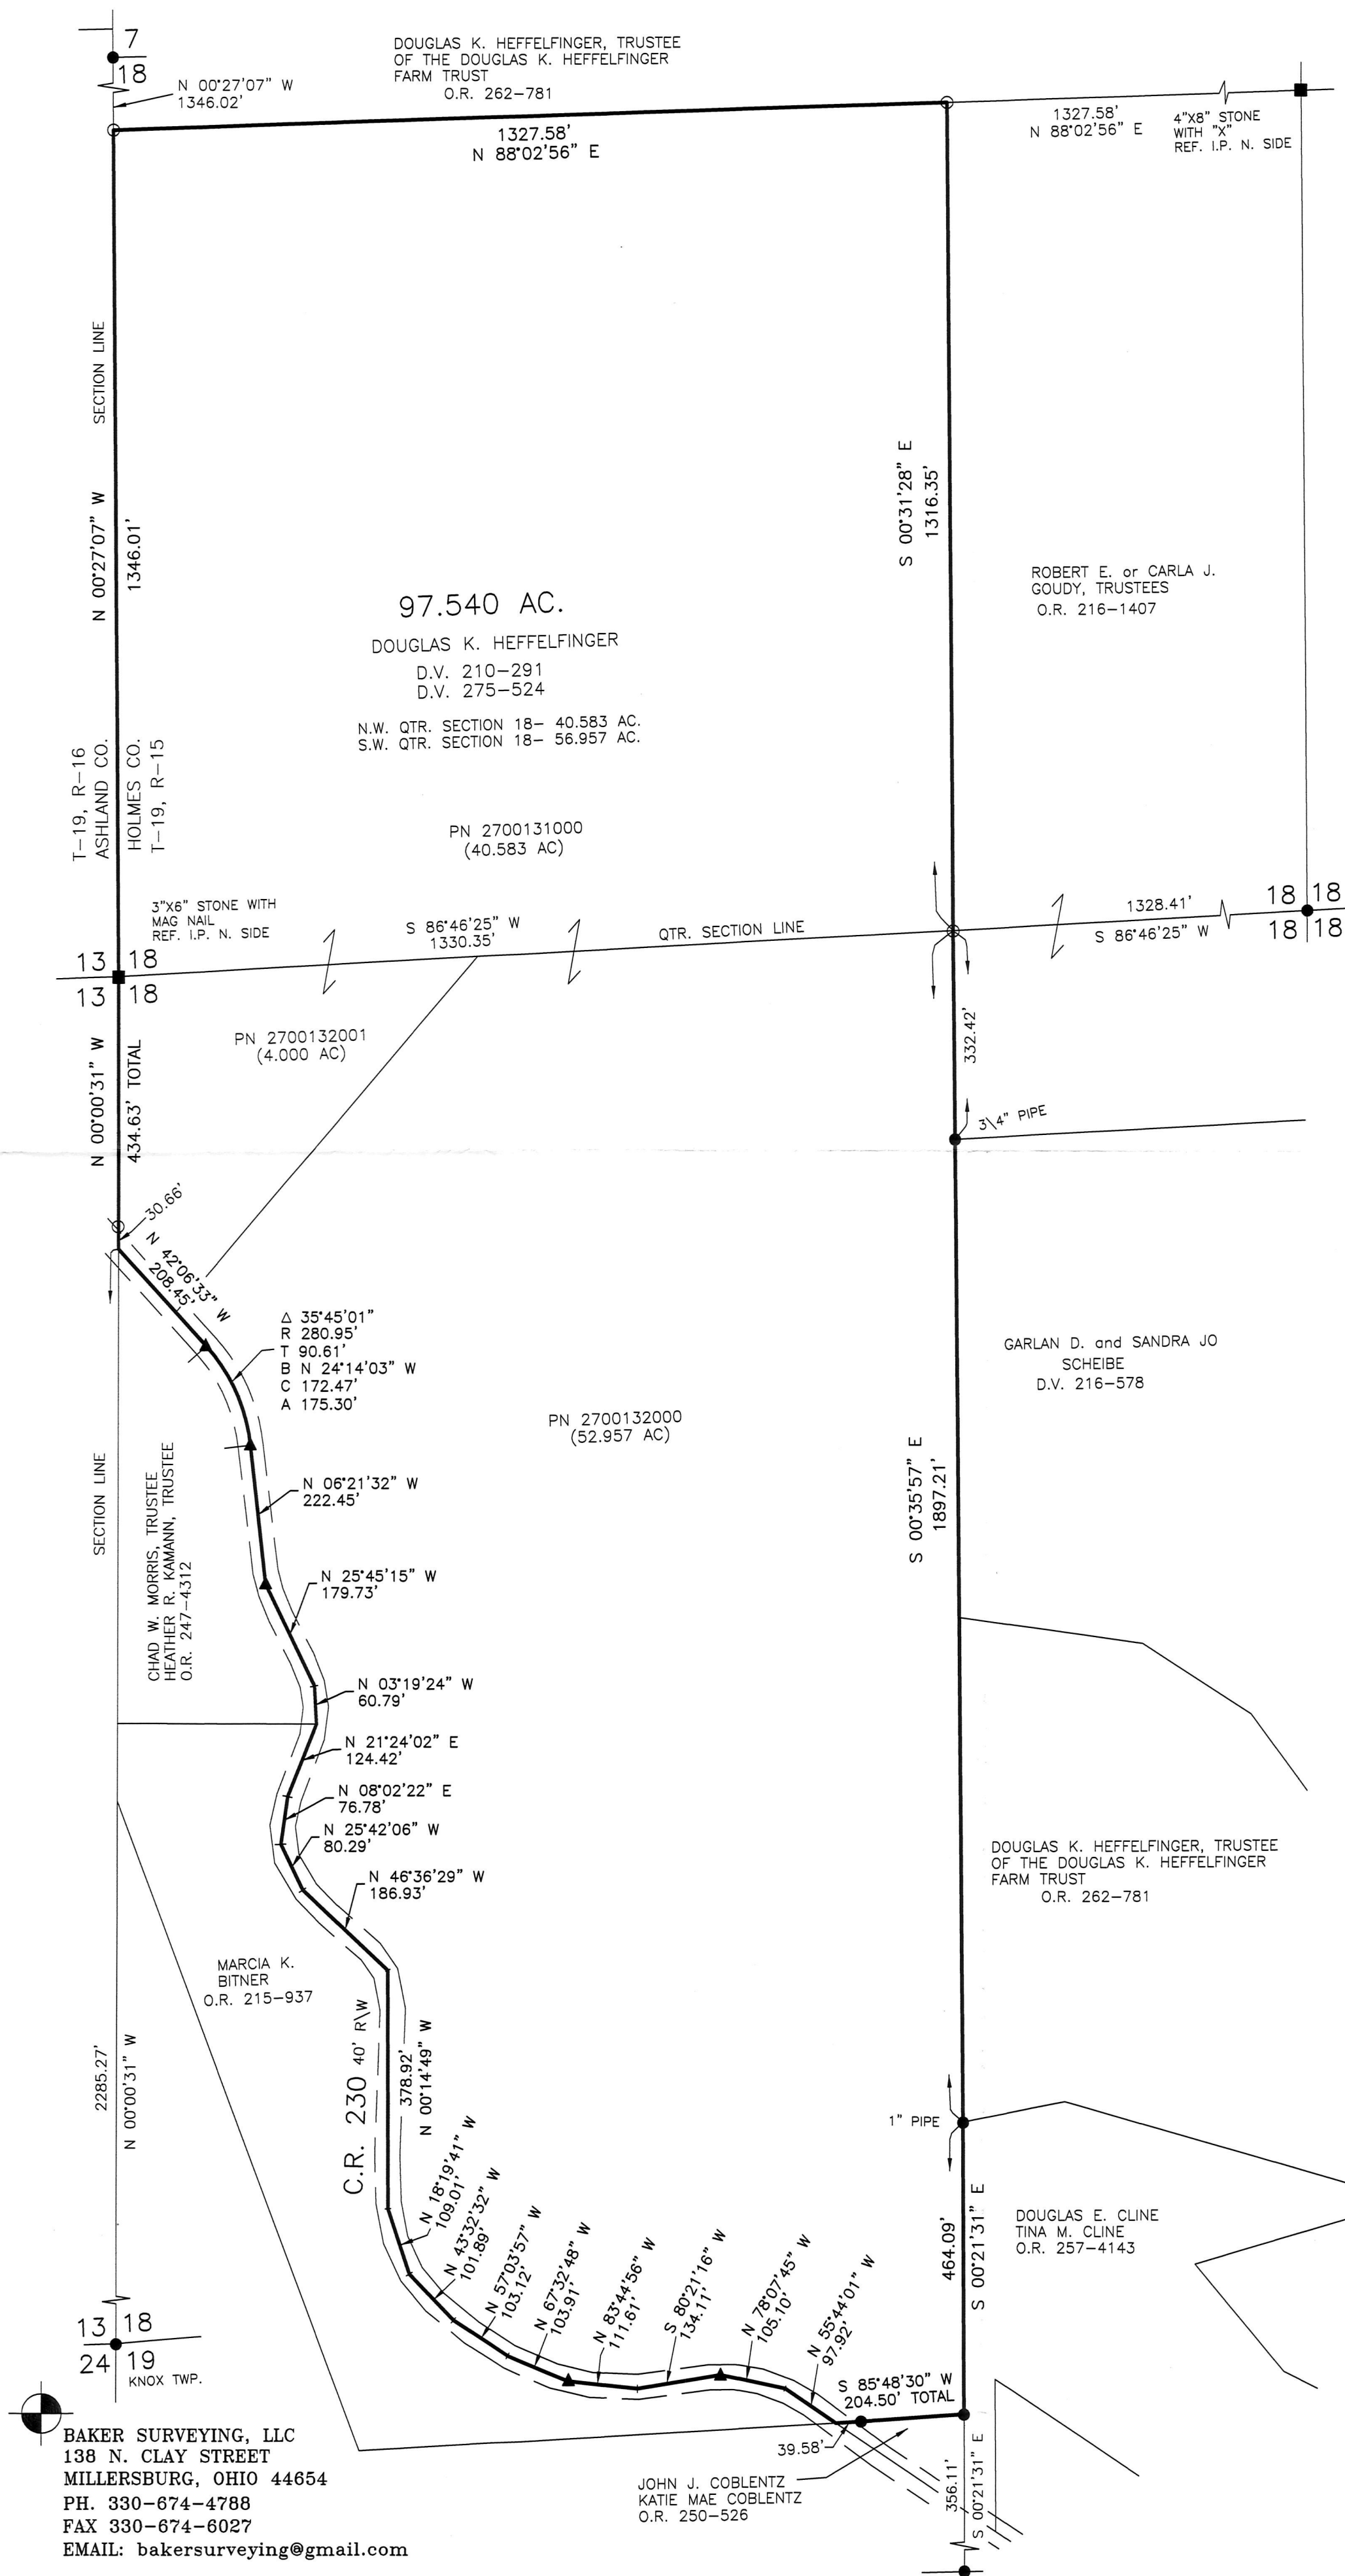 7
18
N 00°27'07" W
1346.02'
DOUGLAS K. HEFFELFINGER, TRUSTEE
OF THE DOUGLAS K. HEFFELFINGER
FARM TRUST
O.R. 262-781
1327.58'
N 88°02'56" E
1327.58'
N 88°02'56" E
4"X8" STONE
WITH "X"
REF. I.P. N. SIDE
SECTION LINE
N 00°27'07" W
1346.01'
S 00°31'28" E
1316.35'
ROBERT E. or CARLA J.
GOUDY, TRUSTEES
O.R. 216-1407
97.540 AC.
DOUGLAS K. HEFFELFINGER
D.V. 210-291
D.V. 275-524
N.W. QTR. SECTION 18- 40.583 AC.
S.W. QTR. SECTION 18- 56.957 AC.
T-19, R-16
ASHLAND CO.
HOLMES CO.
T-19, R-15
PN 2700131000
(40.583 AC)
3"X6" STONE WITH
MAG NAIL
REF. I.P. N. SIDE
S 86°46'25" W
1330.35'
QTR. SECTION LINE
1328.41'
S 86°46'25" W
18 18
18 18
13 18
13 18
PN 2700132001
(4.000 AC)
N 00°00'31" W
434.63' TOTAL
332.42'
3\4" PIPE
30.66'
N 42°06'33" W
208.45'
Δ 35°45'01"
R 280.95'
T 90.61'
B N 24°14'03" W
C 172.47'
A 175.30'
GARLAN D. and SANDRA JO
SCHEIBE
D.V. 216-578
PN 2700132000
(52.957 AC)
SECTION LINE
CHAD W. MORRIS, TRUSTEE
HEATHER R. KAMANN, TRUSTEE
O.R. 247-4312
N 06°21'32" W
222.45'
S 00°35'57" E
1897.21'
N 25°45'15" W
179.73'
N 03°19'24" W
60.79'
N 21°24'02" E
124.42'
N 08°02'22" E
76.78'
N 25°42'06" W
80.29'
N 46°36'29" W
186.93'
DOUGLAS K. HEFFELFINGER, TRUSTEE
OF THE DOUGLAS K. HEFFELFINGER
FARM TRUST
O.R. 262-781
MARCIA K.
BITNER
O.R. 215-937
2285.27'
N 00°00'31" W
C.R. 230 40' R\W
378.92'
N 00°14'49" W
1" PIPE
N 18°19'41" W
109.01'
N 43°32'32" W
101.89'
N 57°03'57" W
103.12'
N 67°32'48" W
103.91'
N 83°44'56" W
111.61'
S 80°21'16" W
134.11'
N 78°07'45" W
105.10'
N 55°44'01" W
97.92'
464.09'
S 00°21'31" E
DOUGLAS E. CLINE
TINA M. CLINE
O.R. 257-4143
13 18
24 19
KNOX TWP.
S 85°48'30" W
204.50' TOTAL
39.58'
JOHN J. COBLENTZ
KATIE MAE COBLENTZ
O.R. 250-526
356.11'
S 00°21'31" E
BAKER SURVEYING, LLC
138 N. CLAY STREET
MILLERSBURG, OHIO 44654
PH. 330-674-4788
FAX 330-674-6027
EMAIL: bakersurveying@gmail.com